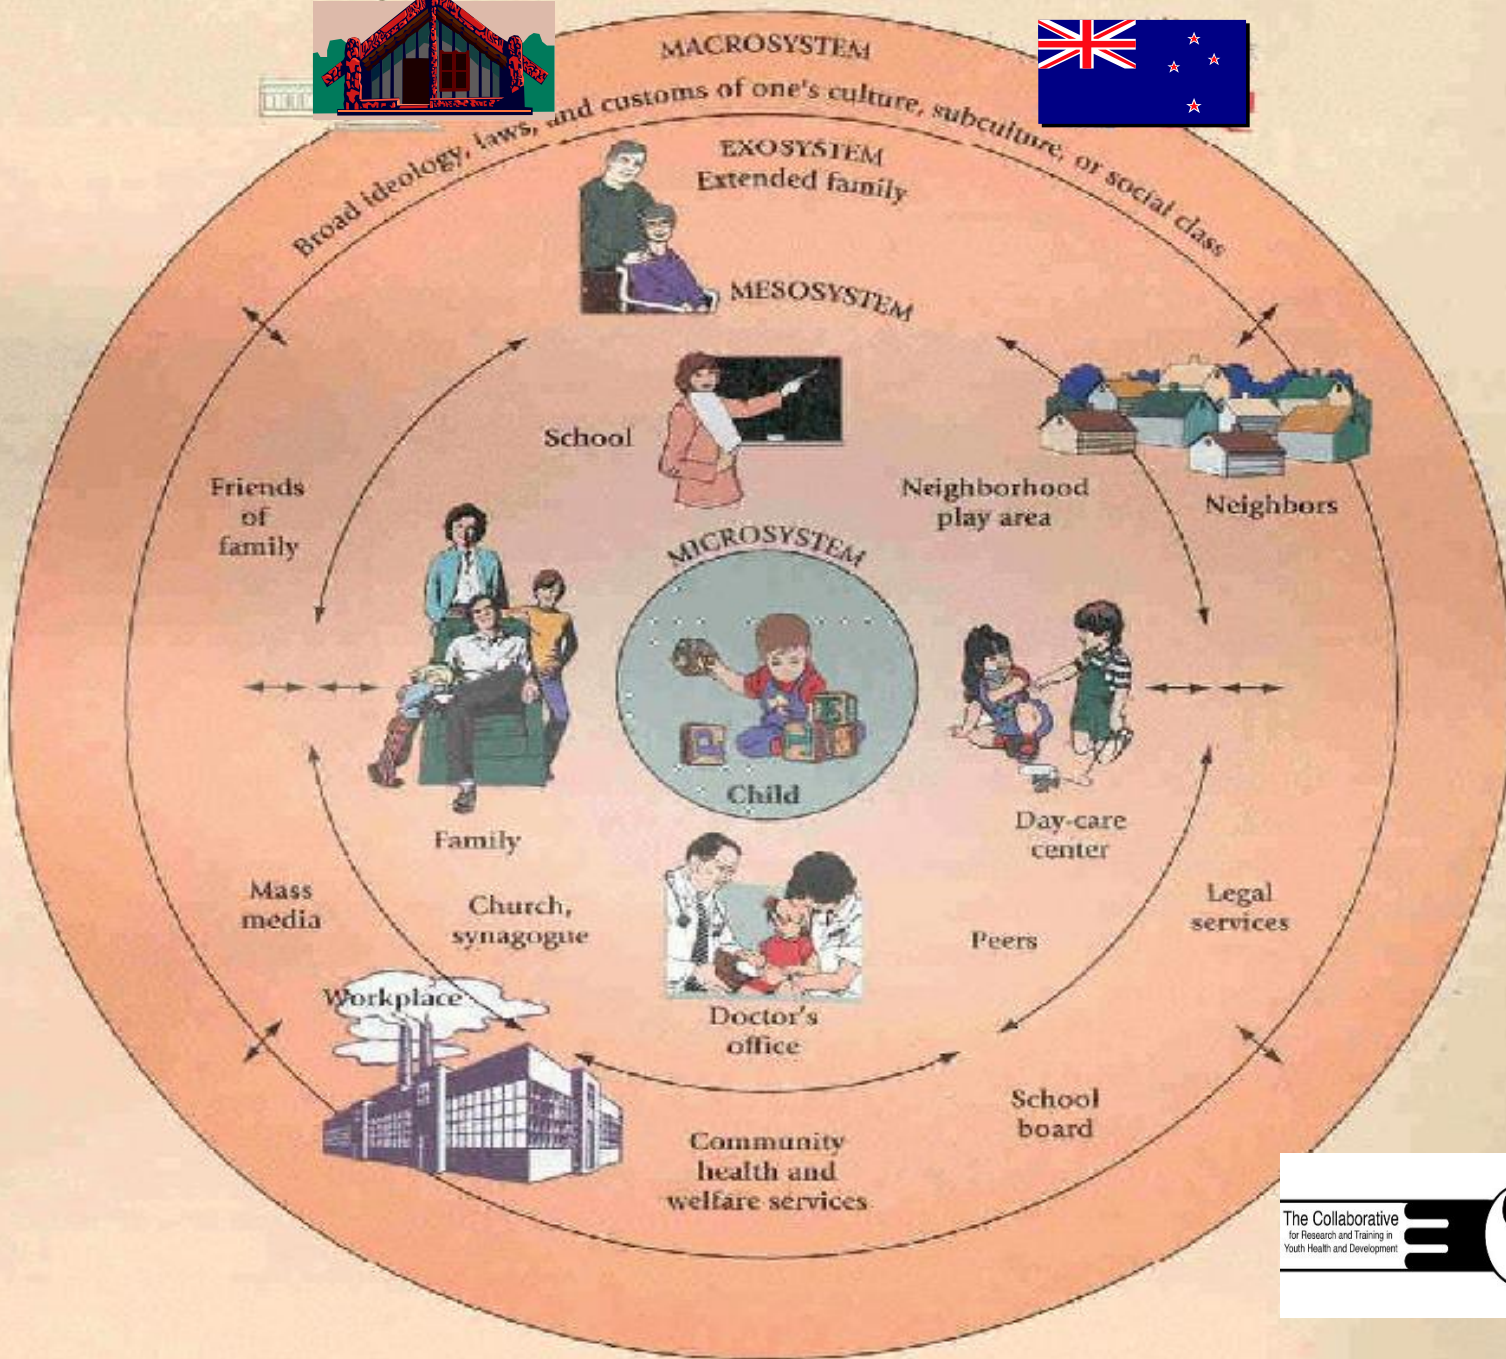 MACROSYSTEM
Broad ideology, laws, and customs of one's culture, subculture, or social class
EXOSYSTEM
Extended family
MESOSYSTEM
School
Friends
of
family
Neighborhood
play area
Neighbors
MICROSYSTEM
Child
Family
Day-care
center
Mass
media
Church,
synagogue
Peers
Legal
services
Workplace
Doctor's
office
School
board
Community
health and
welfare services
The Collaborative
for Research and Training in
Youth Health and Development